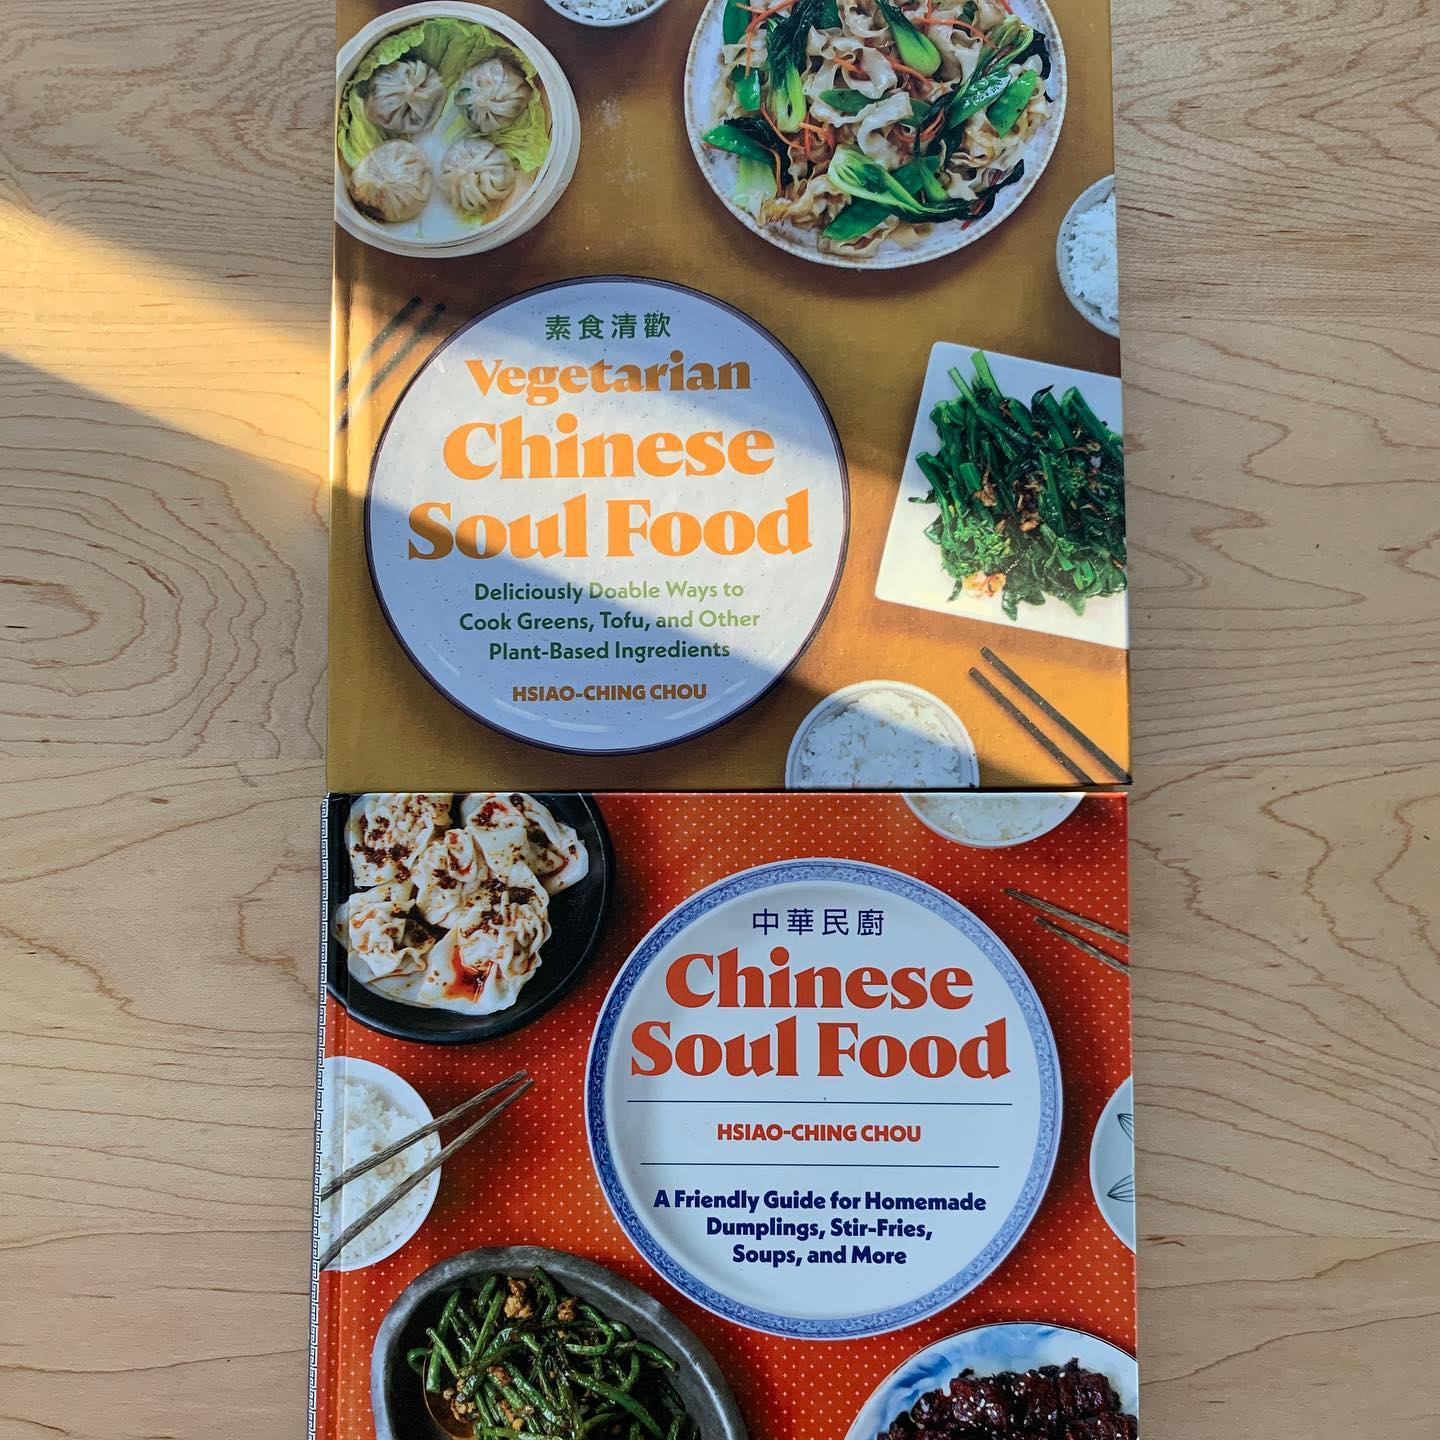 素食清歡
Vegetarian
Chinese
Soul Food
Deliciously Doable Ways to
Cook Greens, Tofu, and Other
Plant-Based Ingredients
HSIAO-CHING CHOU
中華民廚
Chinese
Soul Food
HSIAO-CHING CHOU
A Friendly Guide for Homemade
Dumplings, Stir-Fries,
Soups, and More